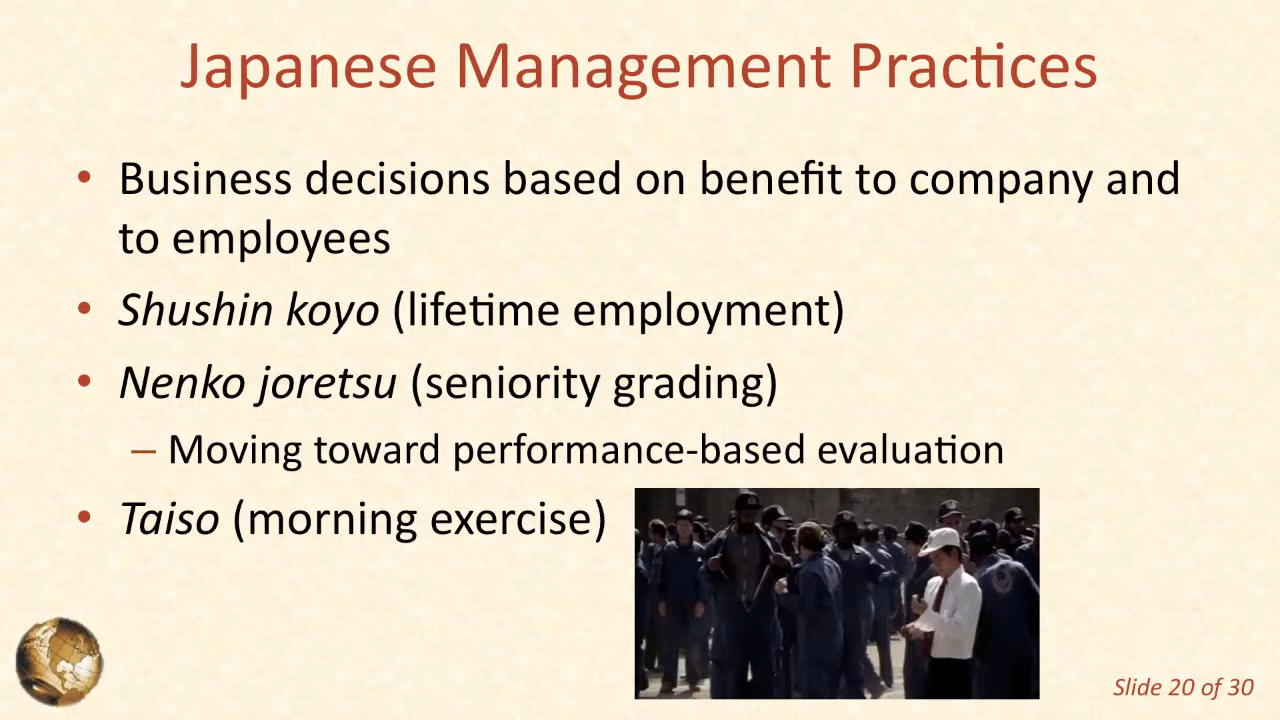 Japanese Management Practices
• Business decisions based on benefit to company and
to employees
• Shushin koyo (lifetime employment)
• Nenko joretsu (seniority grading)
– Moving toward performance-based evaluation
• Taiso (morning exercise)
Slide 20 of 30